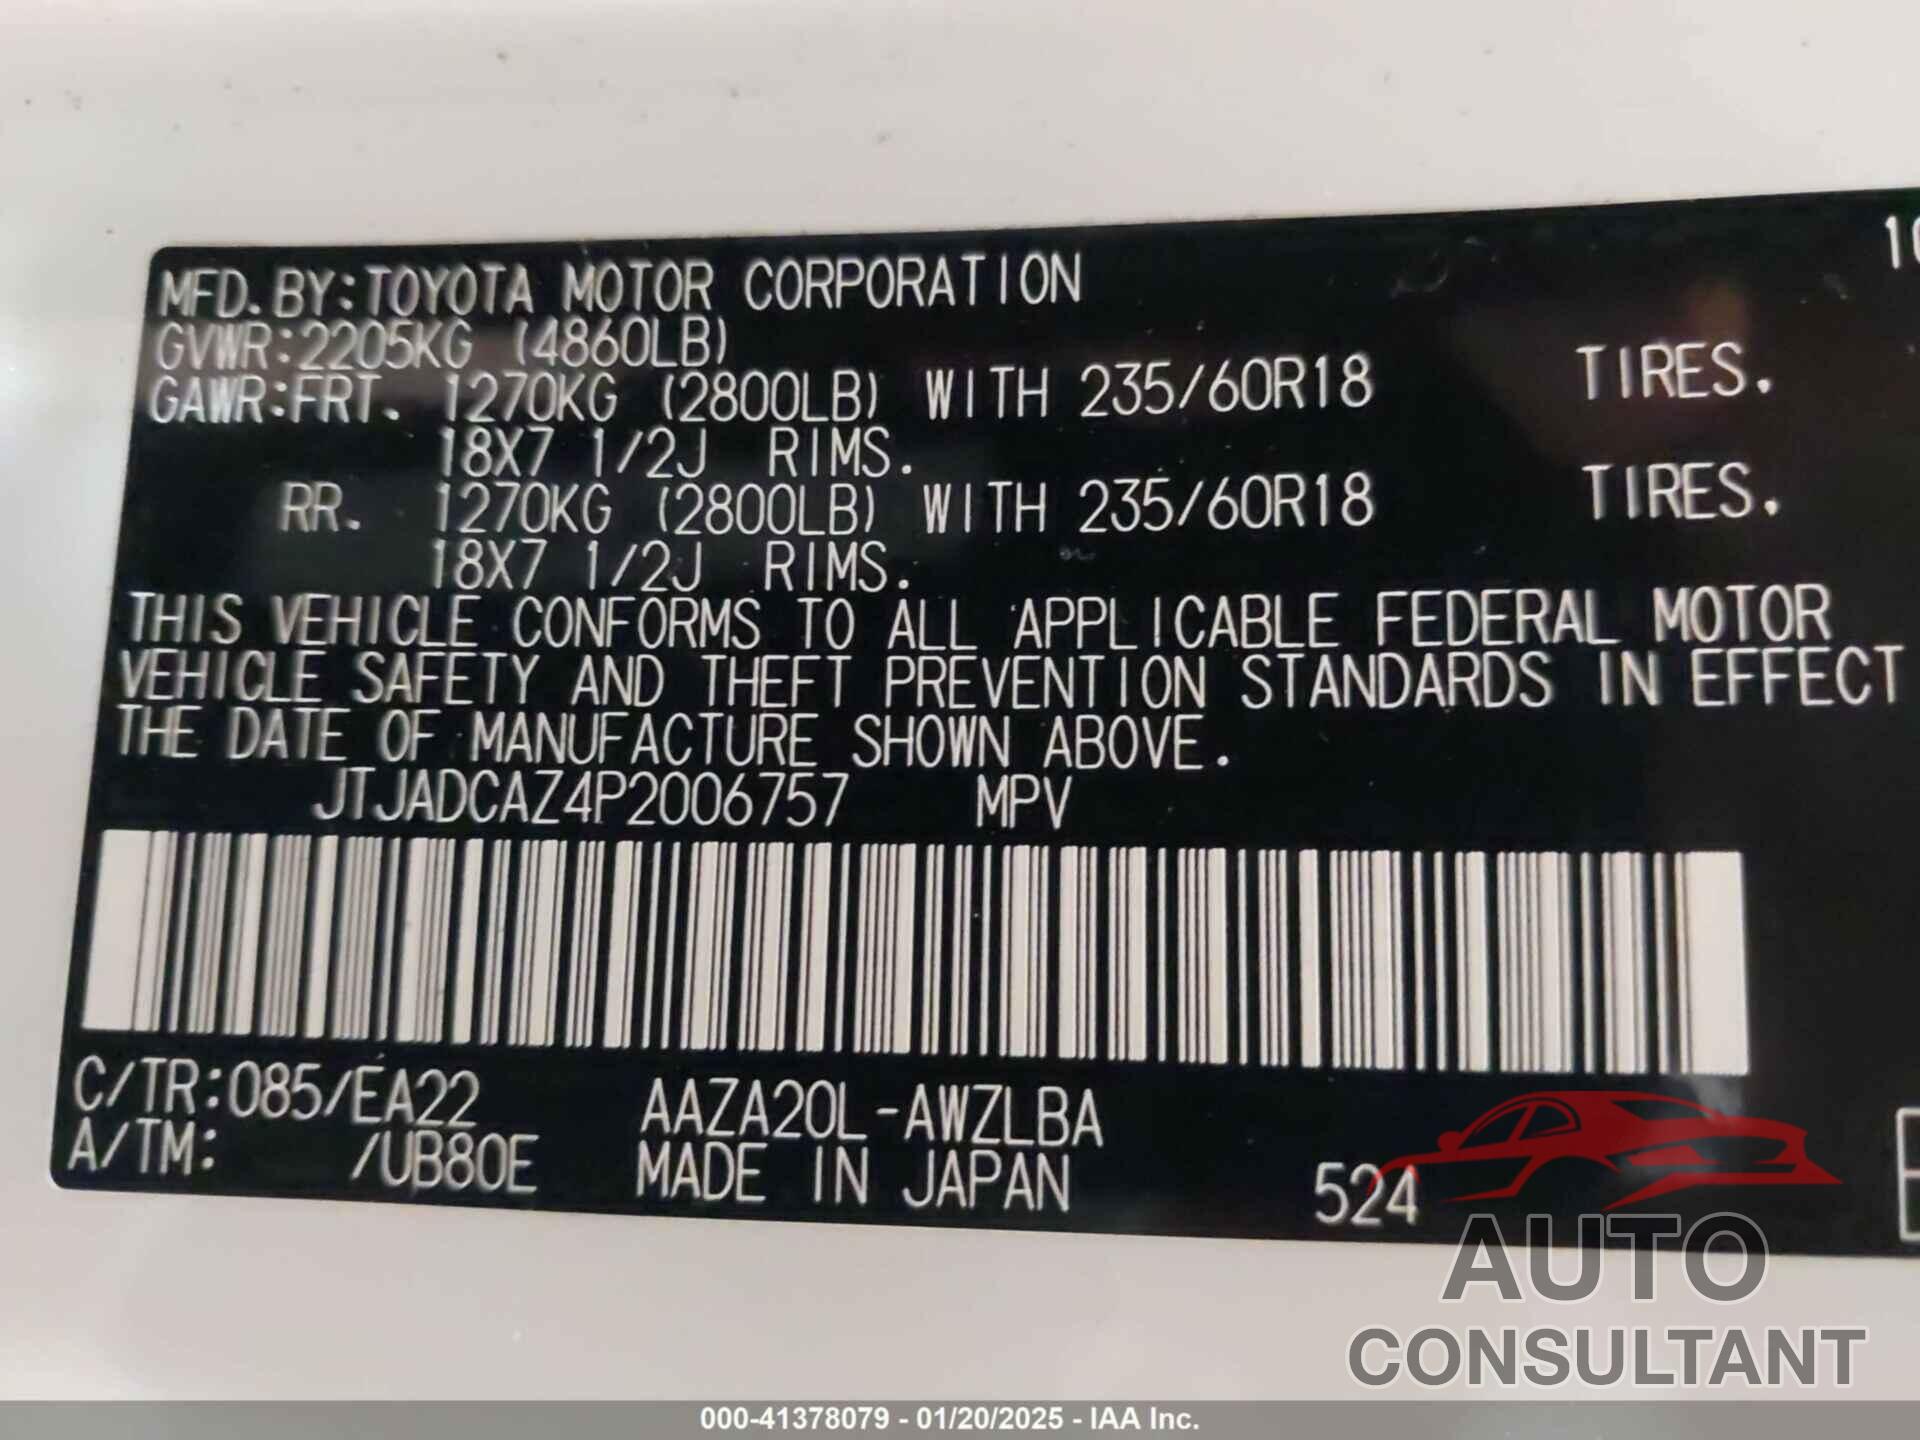 MFD.BY:TOYOTA MOTOR CORPORATION
GVWR:2205KG (4860LB)
GAWR:FRT. 1270KG (2800LB) WITH 235/60R18 TIRES.
18X7 1/2J RIMS.
RR. 1270KG (2800LB) WITH 235/60R18 TIRES.
18X7 1/2J RIMS.
THIS VEHICLE CONFORMS TO ALL APPLICABLE FEDERAL MOTOR
VEHICLE SAFETY AND THEFT PREVENTION STANDARDS IN EFFECT
THE DATE OF MANUFACTURE SHOWN ABOVE.
JTJADCAZ4P2006757 MPV
C/TR:085/EA22 AAZA20L-AWZLBA
A/TM: /UB80E MADE IN JAPAN 524
AUTO
CONSULTANT
000-41378079 - 01/20/2025 - IAA Inc.